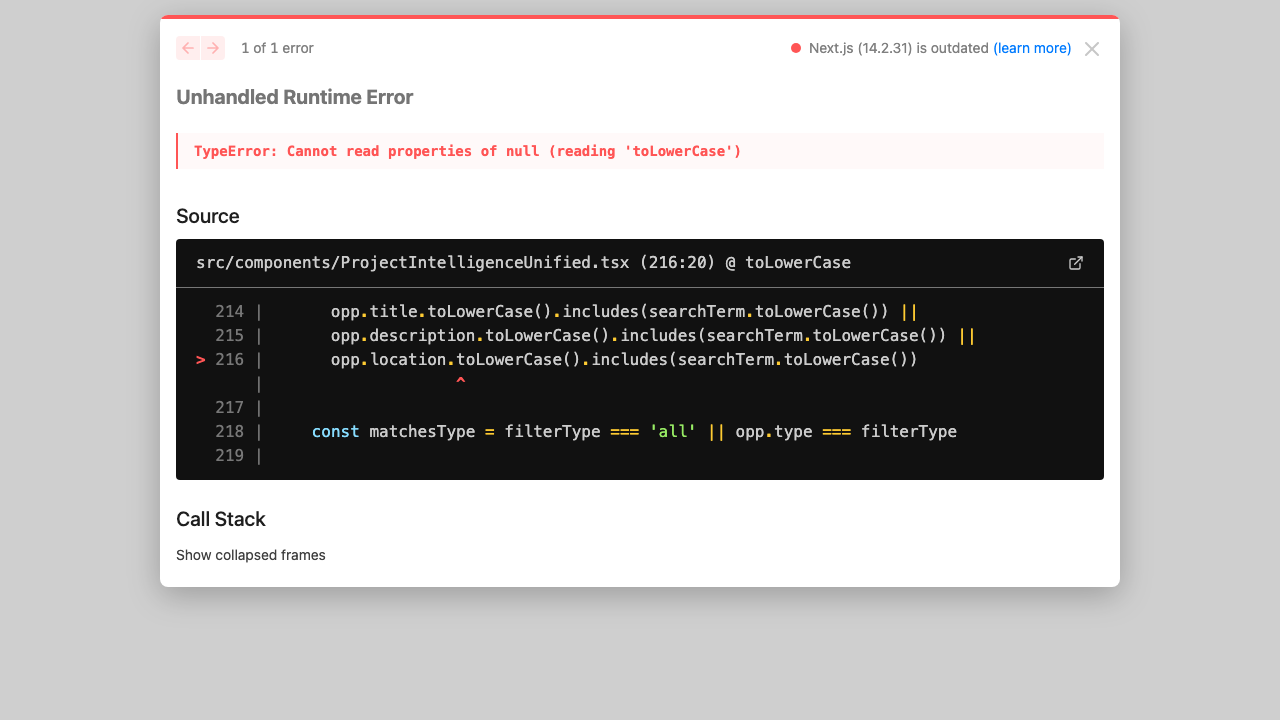 1 of 1 error
Next.js (14.2.31) is outdated (learn more)
Unhandled Runtime Error
TypeError: Cannot read properties of null (reading 'toLowerCase')
Source
src/components/ProjectIntelligenceUnified.tsx (216:20) @ toLowerCase
214 |       opp.title.toLowerCase().includes(searchTerm.toLowerCase()) ||
215 |       opp.description.toLowerCase().includes(searchTerm.toLowerCase()) ||
> 216 |       opp.location.toLowerCase().includes(searchTerm.toLowerCase())
|                    ^
217 |
218 |     const matchesType = filterType === 'all' || opp.type === filterType
219 |
Call Stack
Show collapsed frames